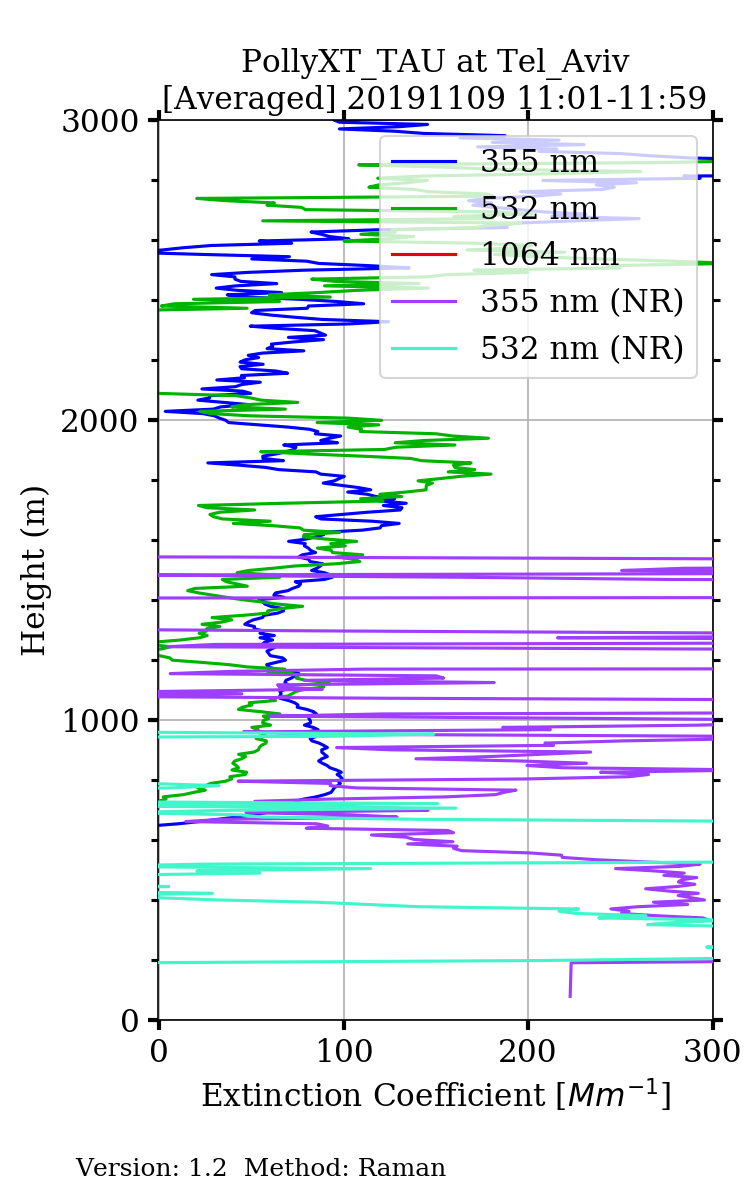 PollyXT_TAU at Tel_Aviv
[Averaged] 20191109 11:01-11:59
3000
2000
1000
0
Height (m)
355 nm
532 nm
1064 nm
355 nm (NR)
532 nm (NR)
0 100 200 300
Extinction Coefficient [Mm⁻¹]
Version: 1.2 Method: Raman